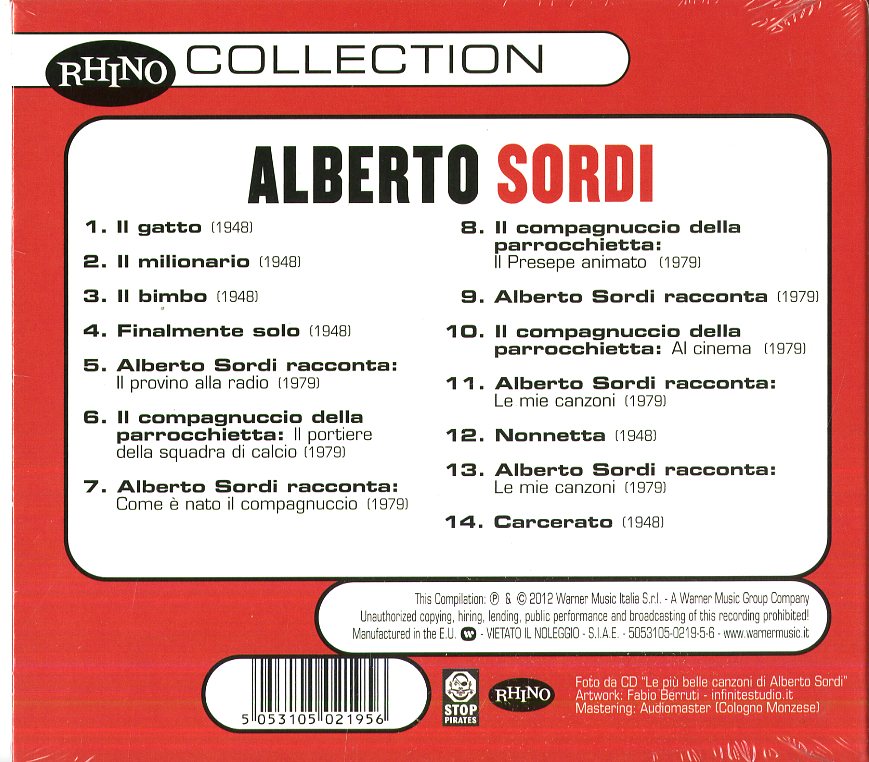 RHINO COLLECTION
ALBERTO SORDI
1. Il gatto (1948)
2. Il milionario (1948)
3. Il bimbo (1948)
4. Finalmente solo (1948)
5. Alberto Sordi racconta:
Il provino alla radio (1979)
6. Il compagnuccio della
parrocchietta: Il portiere
della squadra di calcio (1979)
7. Alberto Sordi racconta:
Come è nato il compagnuccio (1979)
8. Il compagnuccio della
parrocchietta:
Il Presepe animato (1979)
9. Alberto Sordi racconta (1979)
10. Il compagnuccio della
parrocchietta: Al cinema (1979)
11. Alberto Sordi racconta:
Le mie canzoni (1979)
12. Nonnetta (1948)
13. Alberto Sordi racconta:
Le mie canzoni (1979)
14. Carcerato (1948)
This Compilation: ℗ & © 2012 Warner Music Italia S.r.l. - A Warner Music Group Company
Unauthorized copying, hiring, lending, public performance and broadcasting of this recording prohibited!
Manufactured in the E.U. - VIETATO IL NOLEGGIO - S.I.A.E. - 5053105-0219-5-6 - www.warnermusic.it
5 053105 021956
STOP
PIRATES
RHINO
Foto da CD "Le più belle canzoni di Alberto Sordi"
Artwork: Fabio Berruti - infinitestudio.it
Mastering: Audiomaster (Cologno Monzese)